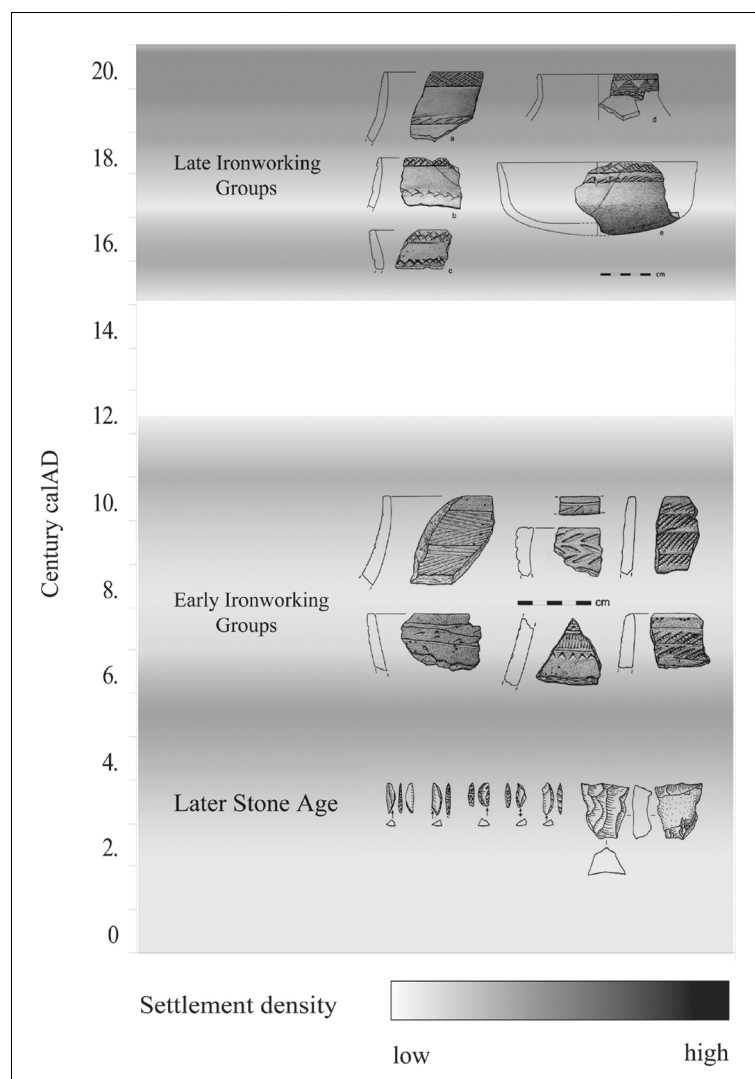 20.
18.
16.
14.
12.
10.
8.
6.
4.
2.
0
Century calAD
Late Ironworking
Groups
a
d
b
e
c
cm
Early Ironworking
Groups
cm
Later Stone Age
Settlement density
low
high